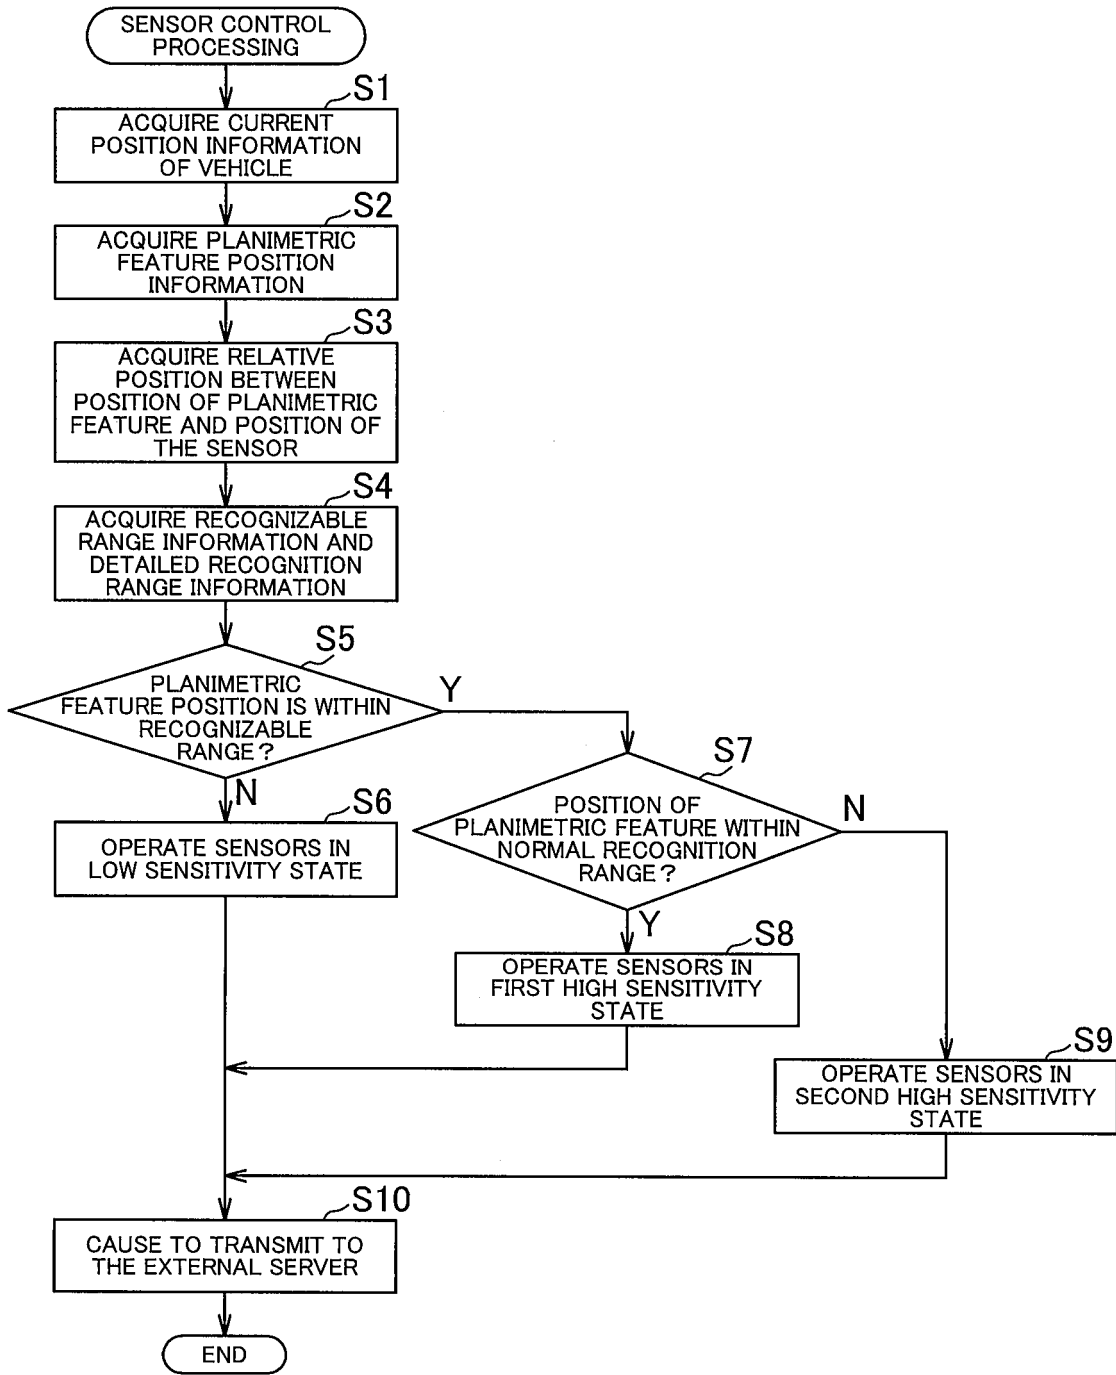 SENSOR CONTROL
PROCESSING
S1
ACQUIRE CURRENT
POSITION INFORMATION
OF VEHICLE
S2
ACQUIRE PLANIMETRIC
FEATURE POSITION
INFORMATION
S3
ACQUIRE RELATIVE
POSITION BETWEEN
POSITION OF PLANIMETRIC
FEATURE AND POSITION OF
THE SENSOR
S4
ACQUIRE RECOGNIZABLE
RANGE INFORMATION AND
DETAILED RECOGNITION
RANGE INFORMATION
S5
PLANIMETRIC
FEATURE POSITION IS WITHIN
RECOGNIZABLE
RANGE?
Y
N
S6
OPERATE SENSORS IN
LOW SENSITIVITY STATE
S7
POSITION OF
PLANIMETRIC FEATURE WITHIN
NORMAL RECOGNITION
RANGE?
N
Y
S8
OPERATE SENSORS IN
FIRST HIGH SENSITIVITY
STATE
S9
OPERATE SENSORS IN
SECOND HIGH SENSITIVITY
STATE
S10
CAUSE TO TRANSMIT TO
THE EXTERNAL SERVER
END